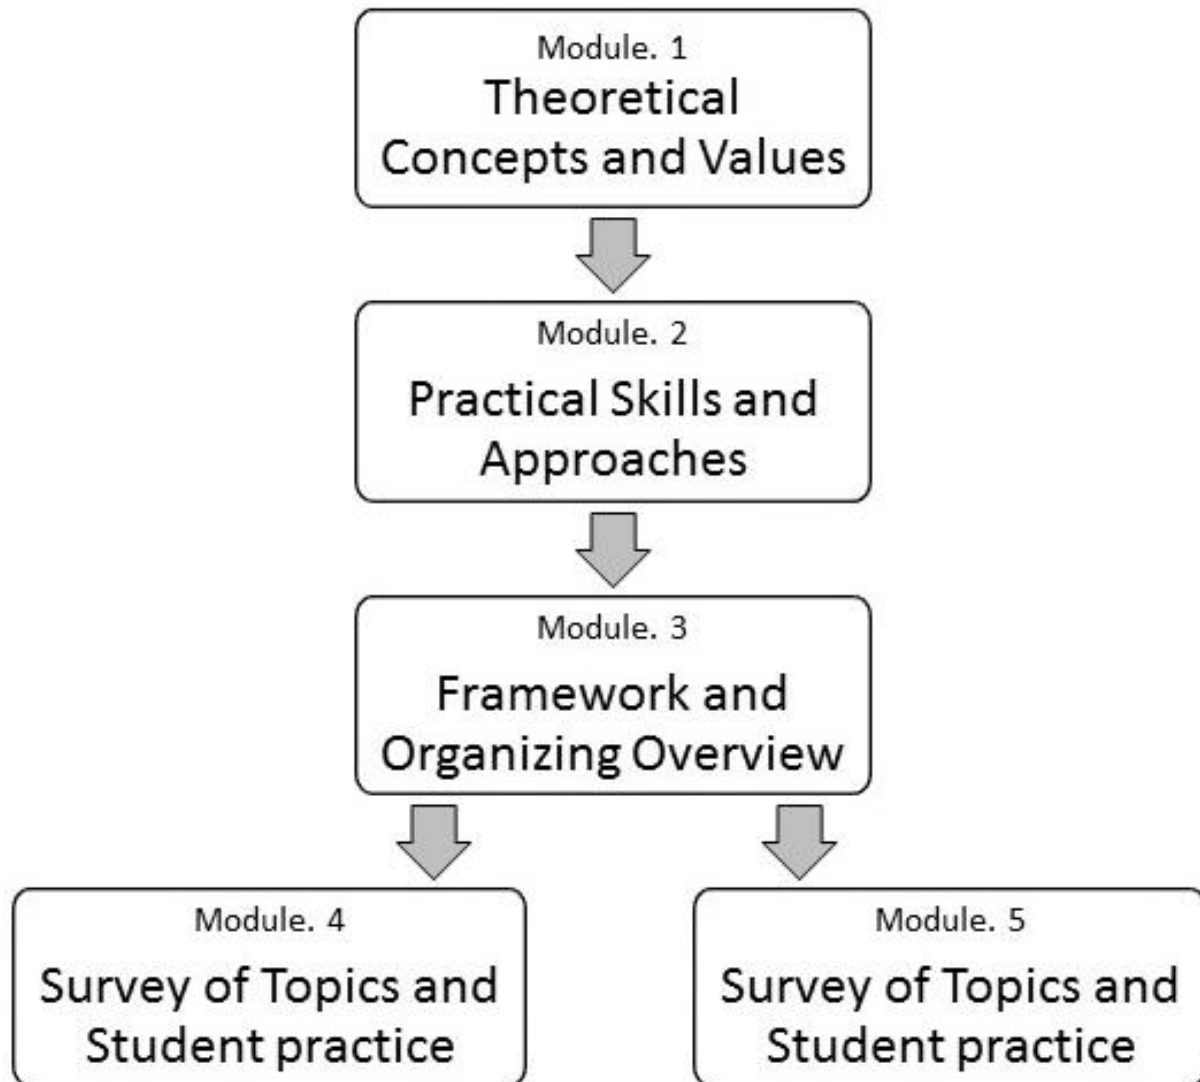 Module. 1
Theoretical
Concepts and Values
Module. 2
Practical Skills and
Approaches
Module. 3
Framework and
Organizing Overview
Module. 4
Survey of Topics and
Student practice
Module. 5
Survey of Topics and
Student practice